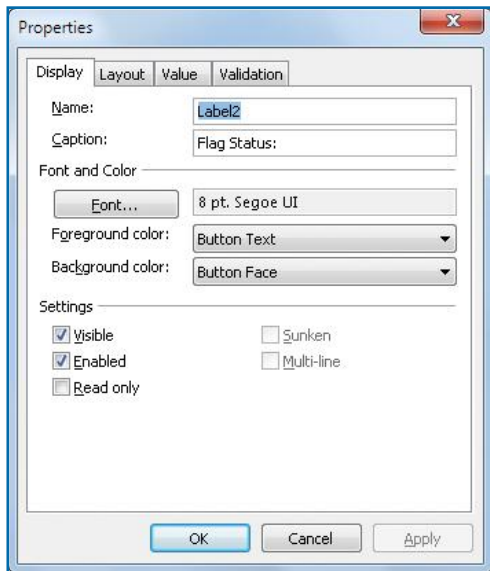 Properties
Display Layout Value Validation
Name: Label2
Caption: Flag Status:
Font and Color
Font... 8 pt. Segoe UI
Foreground color: Button Text
Background color: Button Face
Settings
Visible Sunken
Enabled Multi-line
Read only
OK Cancel Apply